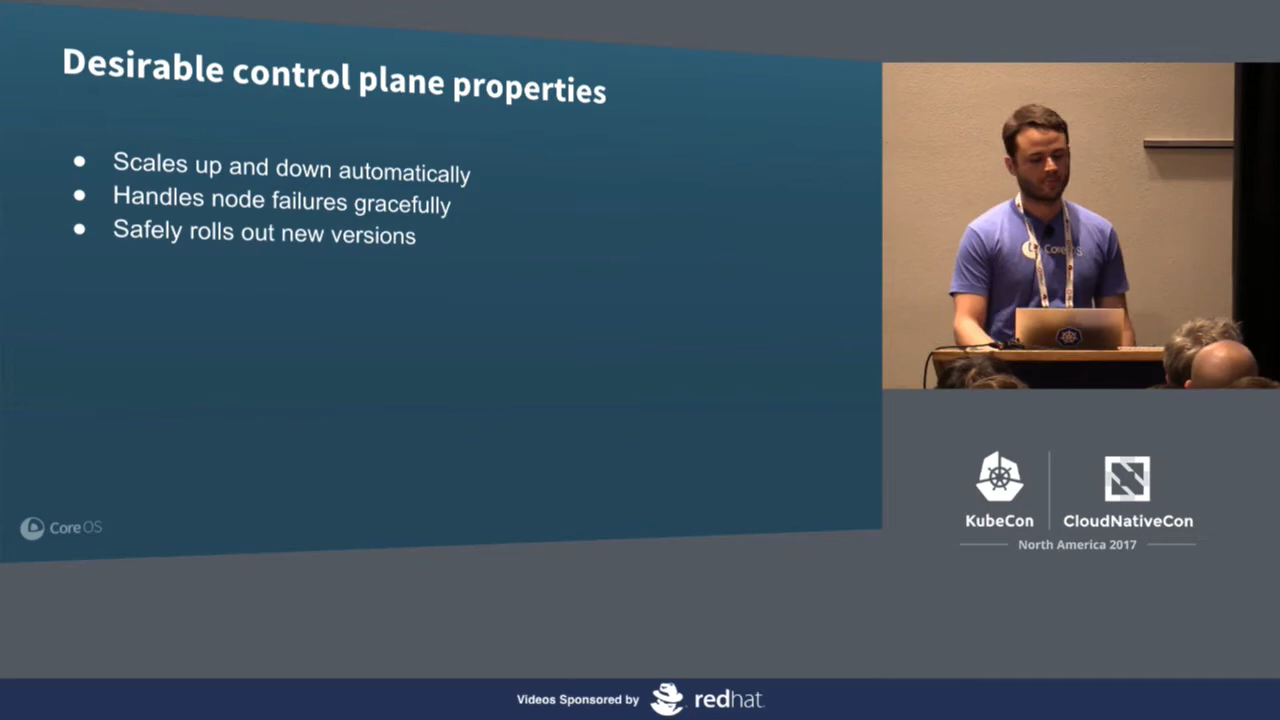 Desirable control plane properties
● Scales up and down automatically
● Handles node failures gracefully
● Safely rolls out new versions
CoreOS
CoreOS
KubeCon
CloudNativeCon
North America 2017
Videos Sponsored by redhat.